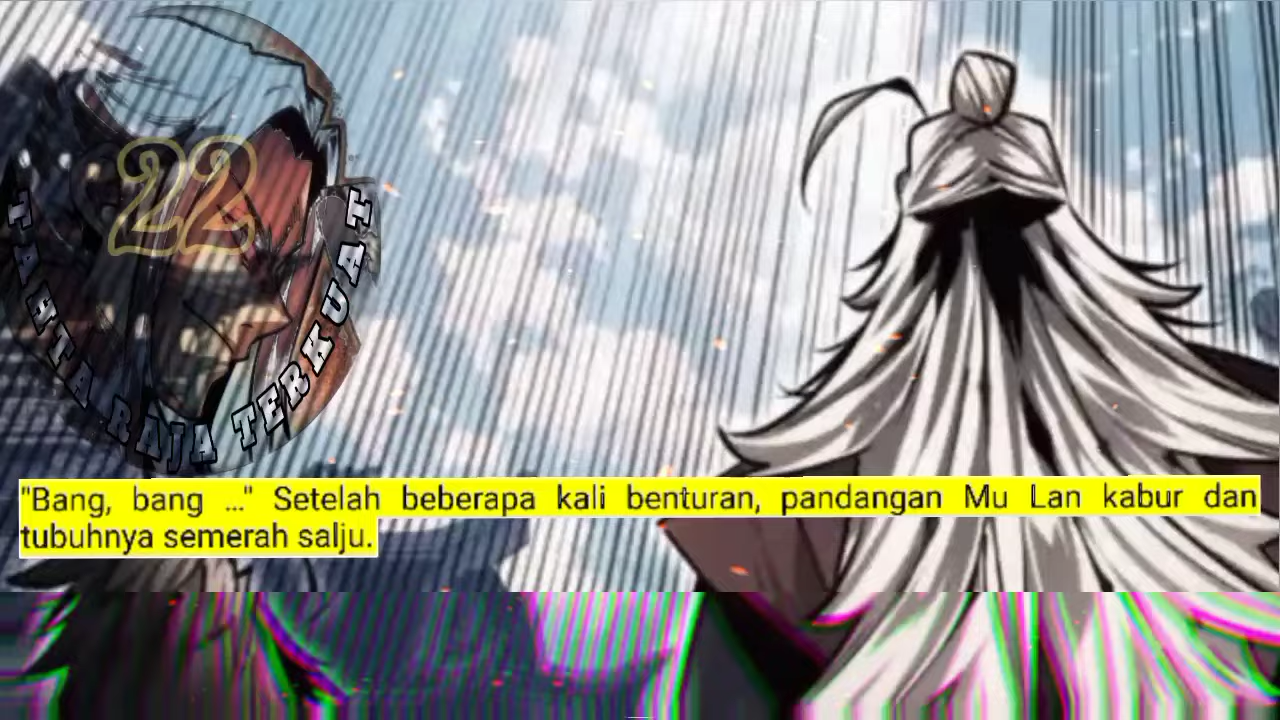 22
TAHTA RAJA TERKUAT
"Bang, bang ..." Setelah beberapa kali benturan, pandangan Mu Lan kabur dan
tubuhnya semerah salju.